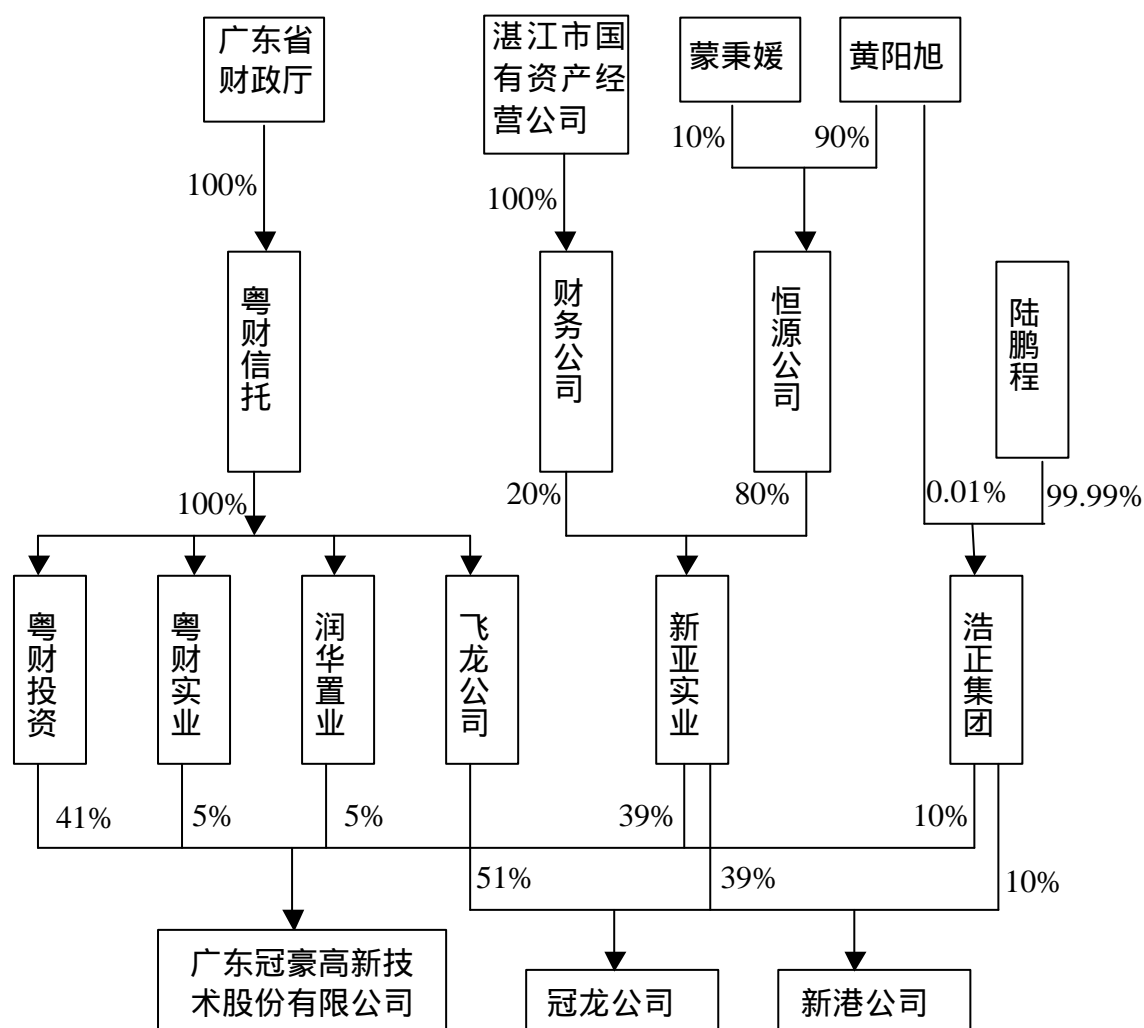 广东省
财政厅
湛江市国
有资产经
营公司
蒙秉媛
黄阳旭
100%
100%
10%
90%
粤财信托
财务公司
恒源公司
陆鹏程
100%
20%
80%
0.01%
99.99%
粤财投资
粤财实业
润华置业
飞龙公司
新亚实业
浩正集团
41%
5%
5%
39%
10%
51%
39%
10%
广东冠豪高新技
术股份有限公司
冠龙公司
新港公司